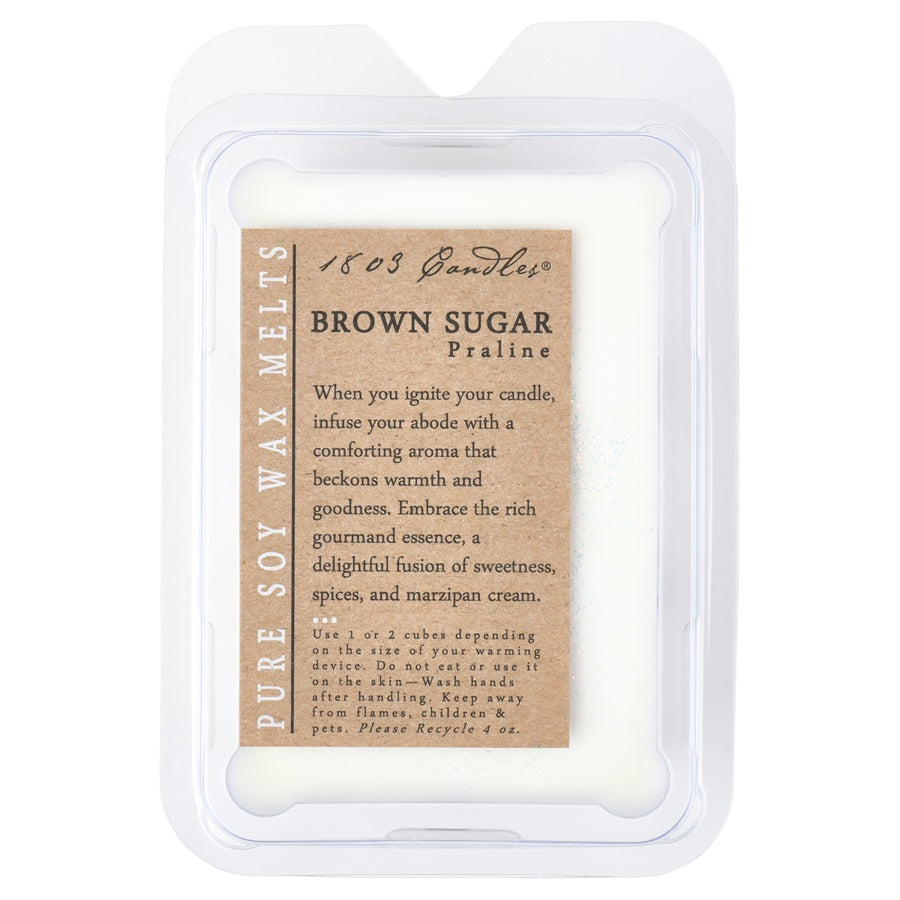 PURE SOY WAX MELTS
1803 Candles®
BROWN SUGAR
Praline
When you ignite your candle,
infuse your abode with a
comforting aroma that
beckons warmth and
goodness. Embrace the rich
gourmand essence, a
delightful fusion of sweetness,
spices, and marzipan cream.
Use 1 or 2 cubes depending
on the size of your warming
device. Do not eat or use it
on the skin—Wash hands
after handling. Keep away
from flames, children &
pets. Please Recycle 4 oz.